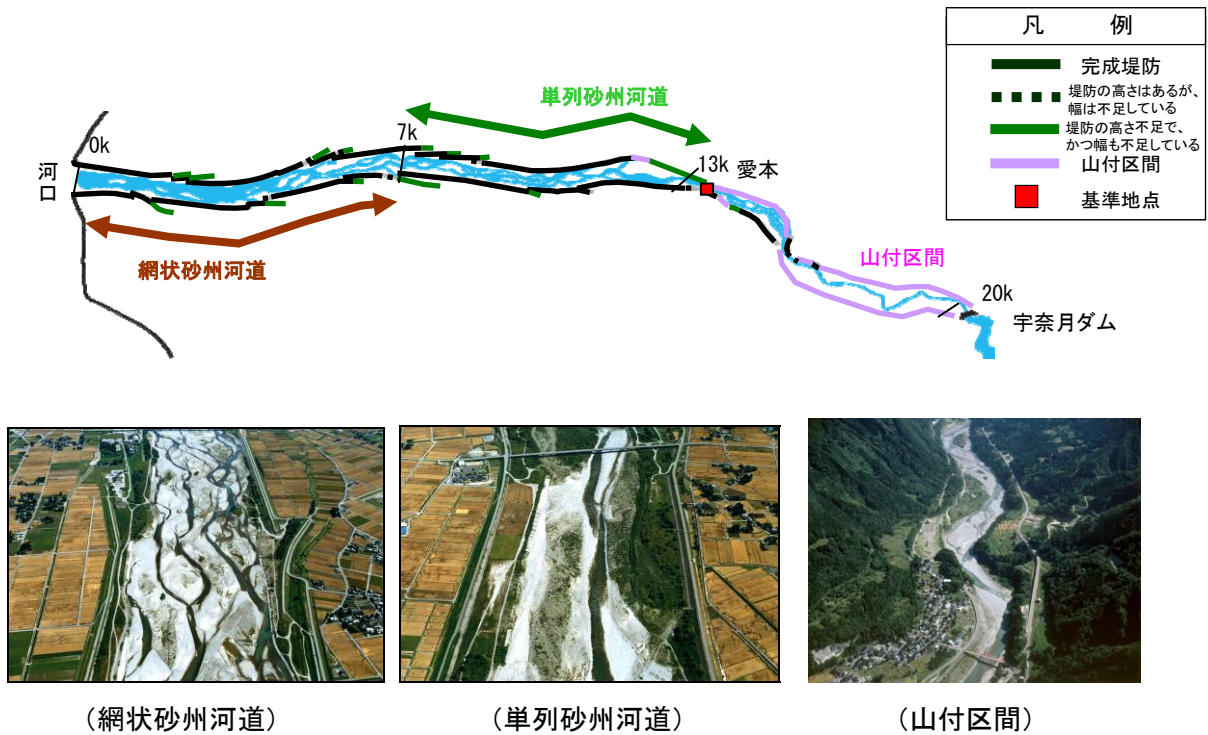 凡　例
完成堤防
堤防の高さはあるが、
幅は不足している
堤防の高さ不足で、
かつ幅も不足している
山付区間
基準地点
単列砂州河道
0k
7k
13k
愛本
河
口
網状砂州河道
山付区間
20k
宇奈月ダム
（網状砂州河道）
（単列砂州河道）
（山付区間）